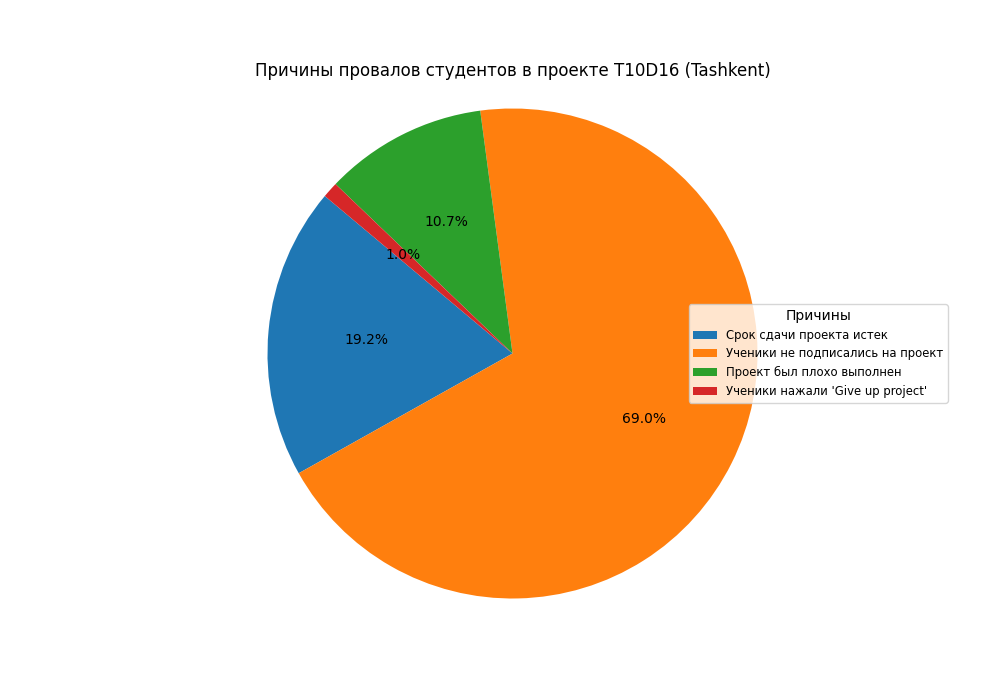 Причины провалов студентов в проекте T10D16 (Tashkent)
10.7%
1.0%
19.2%
69.0%
Причины
Срок сдачи проекта истек
Ученики не подписались на проект
Проект был плохо выполнен
Ученики нажали 'Give up project'